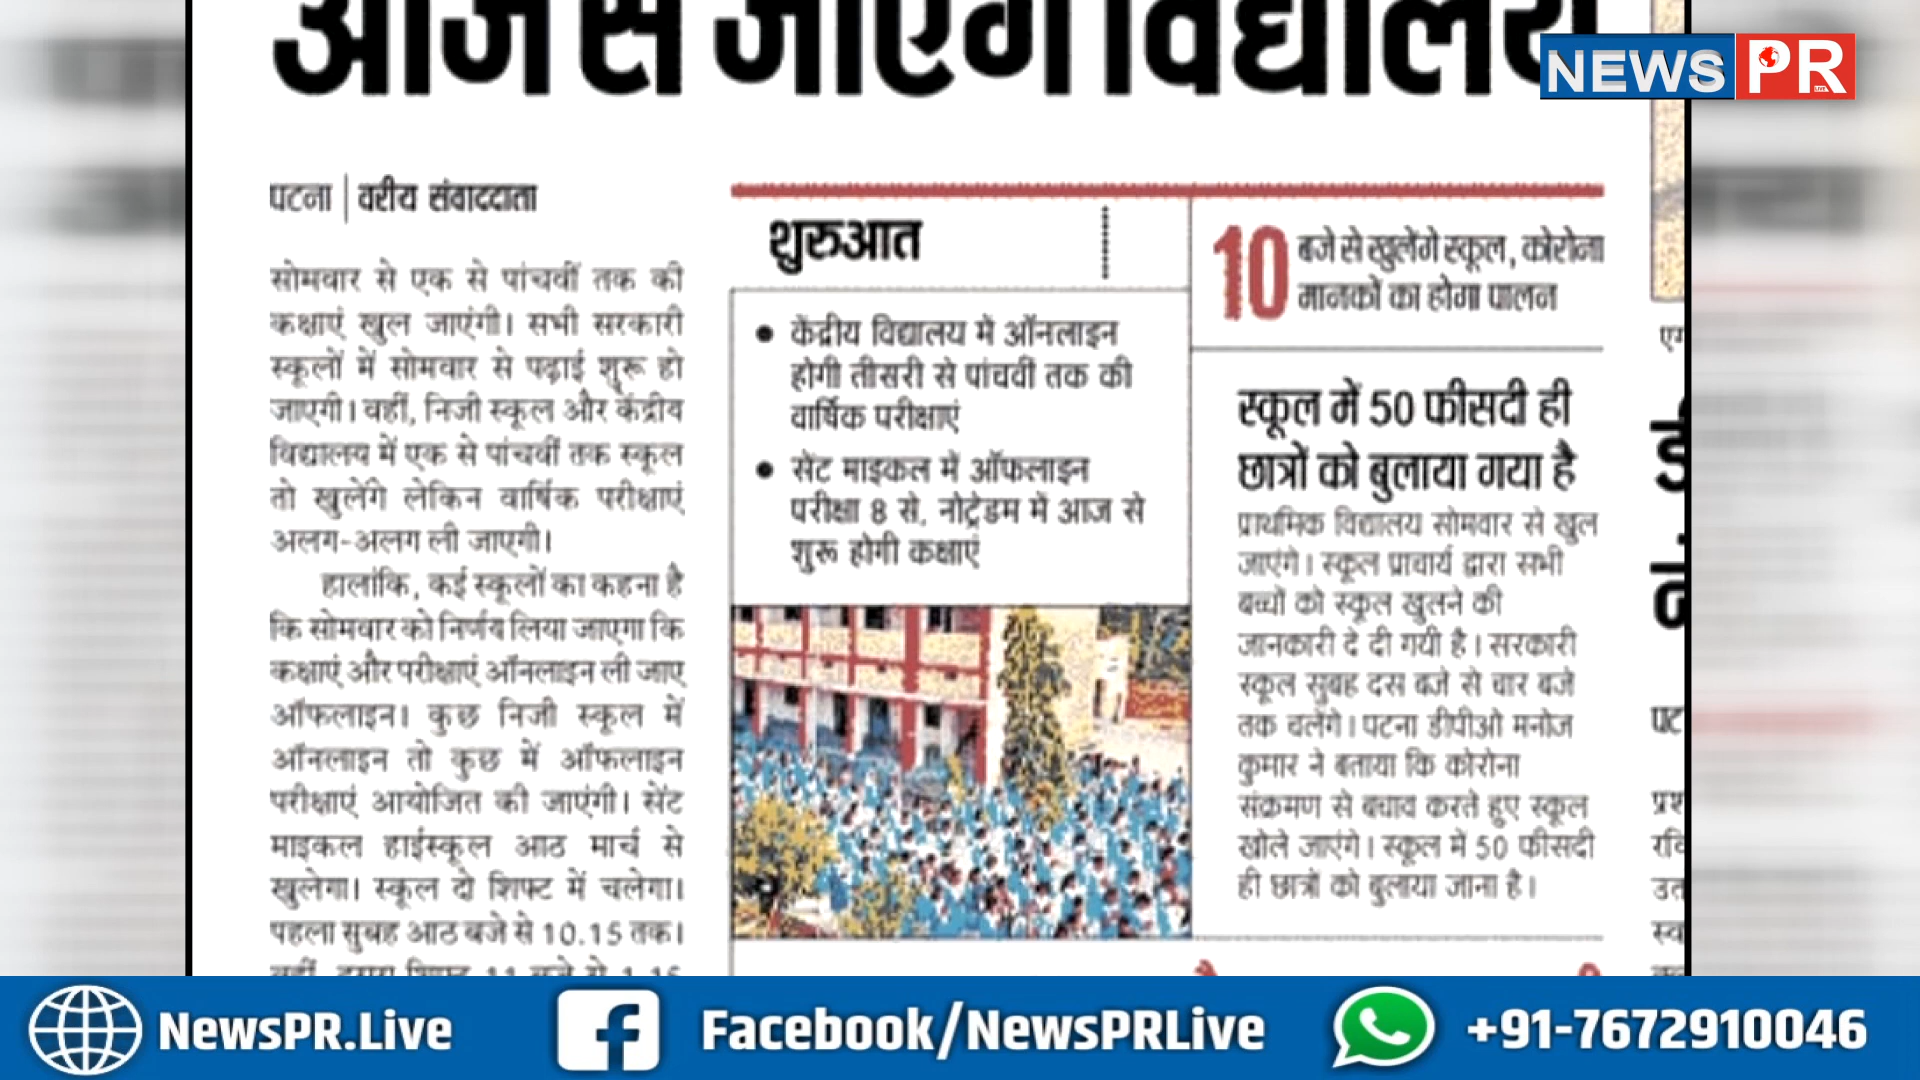 आज से जाएंगे विद्यालय
NEWS PR
पटना | वरीय संवाददाता
सोमवार से एक से पांचवीं तक की
कक्षाएं खुल जाएंगी। सभी सरकारी
स्कूलों में सोमवार से पढ़ाई शुरू हो
जाएगी। वहीं, निजी स्कूल और केंद्रीय
विद्यालय में एक से पांचवीं तक स्कूल
तो खुलेंगे लेकिन वार्षिक परीक्षाएं
अलग-अलग ली जाएगी।
हालांकि, कई स्कूलों का कहना है
कि सोमवार को निर्णय लिया जाएगा कि
कक्षाएं और परीक्षाएं ऑनलाइन ली जाए
ऑफलाइन। कुछ निजी स्कूल में
ऑनलाइन तो कुछ में ऑफलाइन
परीक्षाएं आयोजित की जाएंगी। सेंट
माइकल हाईस्कूल आठ मार्च से
खुलेगा। स्कूल दो शिफ्ट में चलेगा।
पहला सुबह आठ बजे से 10.15 तक।
शुरुआत
● केंद्रीय विद्यालय में ऑनलाइन
होगी तीसरी से पांचवीं तक की
वार्षिक परीक्षाएं
● सेंट माइकल में ऑफलाइन
परीक्षा 8 से, नोट्रेडम में आज से
शुरू होगी कक्षाएं
10 बजे से खुलेंगे स्कूल, कोरोना
मानकों का होगा पालन
स्कूल में 50 फीसदी ही
छात्रों को बुलाया गया है
प्राथमिक विद्यालय सोमवार से खुल
जाएंगे। स्कूल प्राचार्य द्वारा सभी
बच्चों को स्कूल खुलने की
जानकारी दे दी गयी है। सरकारी
स्कूल सुबह दस बजे से चार बजे
तक चलेंगे। पटना डीपीओ मनोज
कुमार ने बताया कि कोरोना
संक्रमण से बचाव करते हुए स्कूल
खोले जाएंगे। स्कूल में 50 फीसदी
ही छात्रों को बुलाया जाना है।
NewsPR.Live
Facebook/NewsPRLive
+91-7672910046